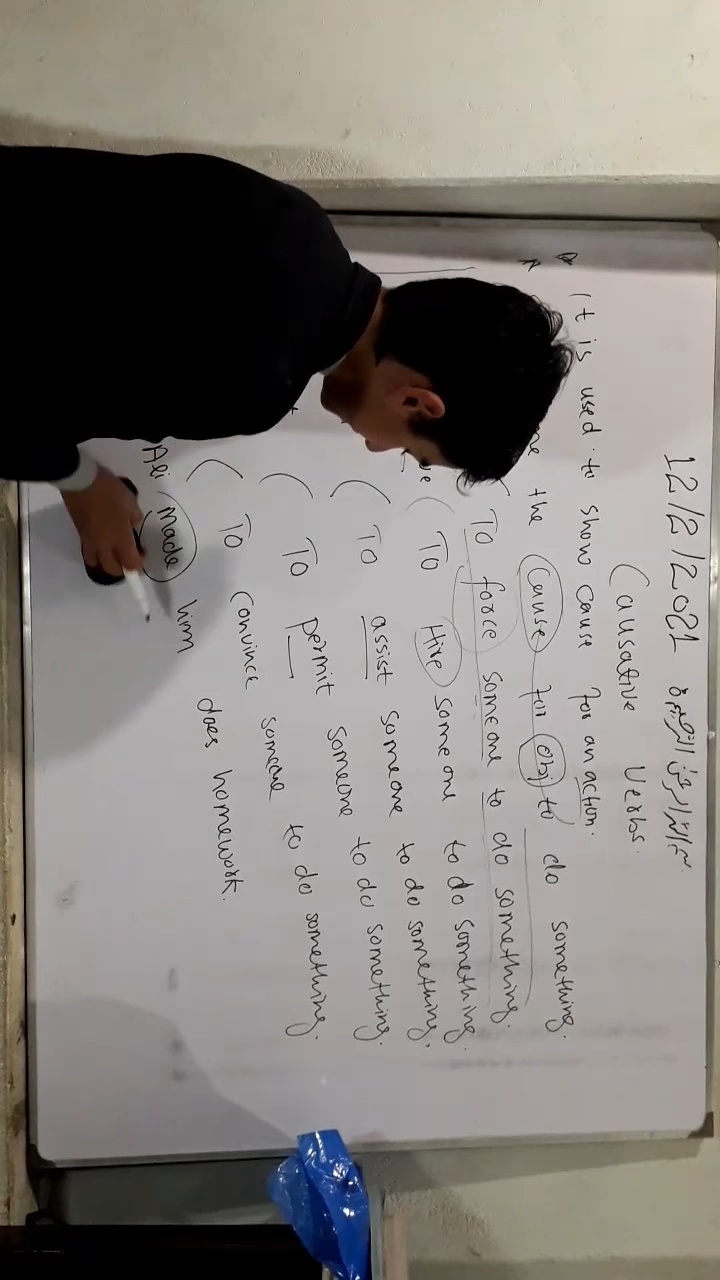 12/2/2021
Causative Verbs.
It is used to show cause for an action.
the Cause for obj to do something.
To force someone to do something.
( To Hire someone to do something.
( To assist someone to do something.
( To permit someone to do something.
( To convince someone to do something.
Ali made him does homework.